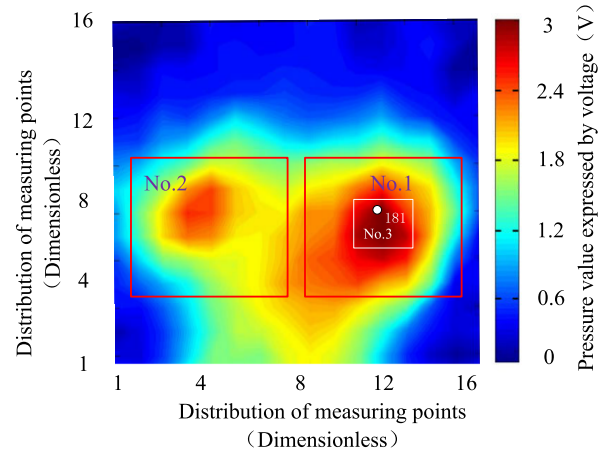 16
12
8
4
1
Distribution of measuring points
（Dimensionless）
No.2
No.1
181
No.3
1
4
8
12
16
Distribution of measuring points
（Dimensionless）
3
2.4
1.8
1.2
0.6
0
Pressure value expressed by voltage（V）